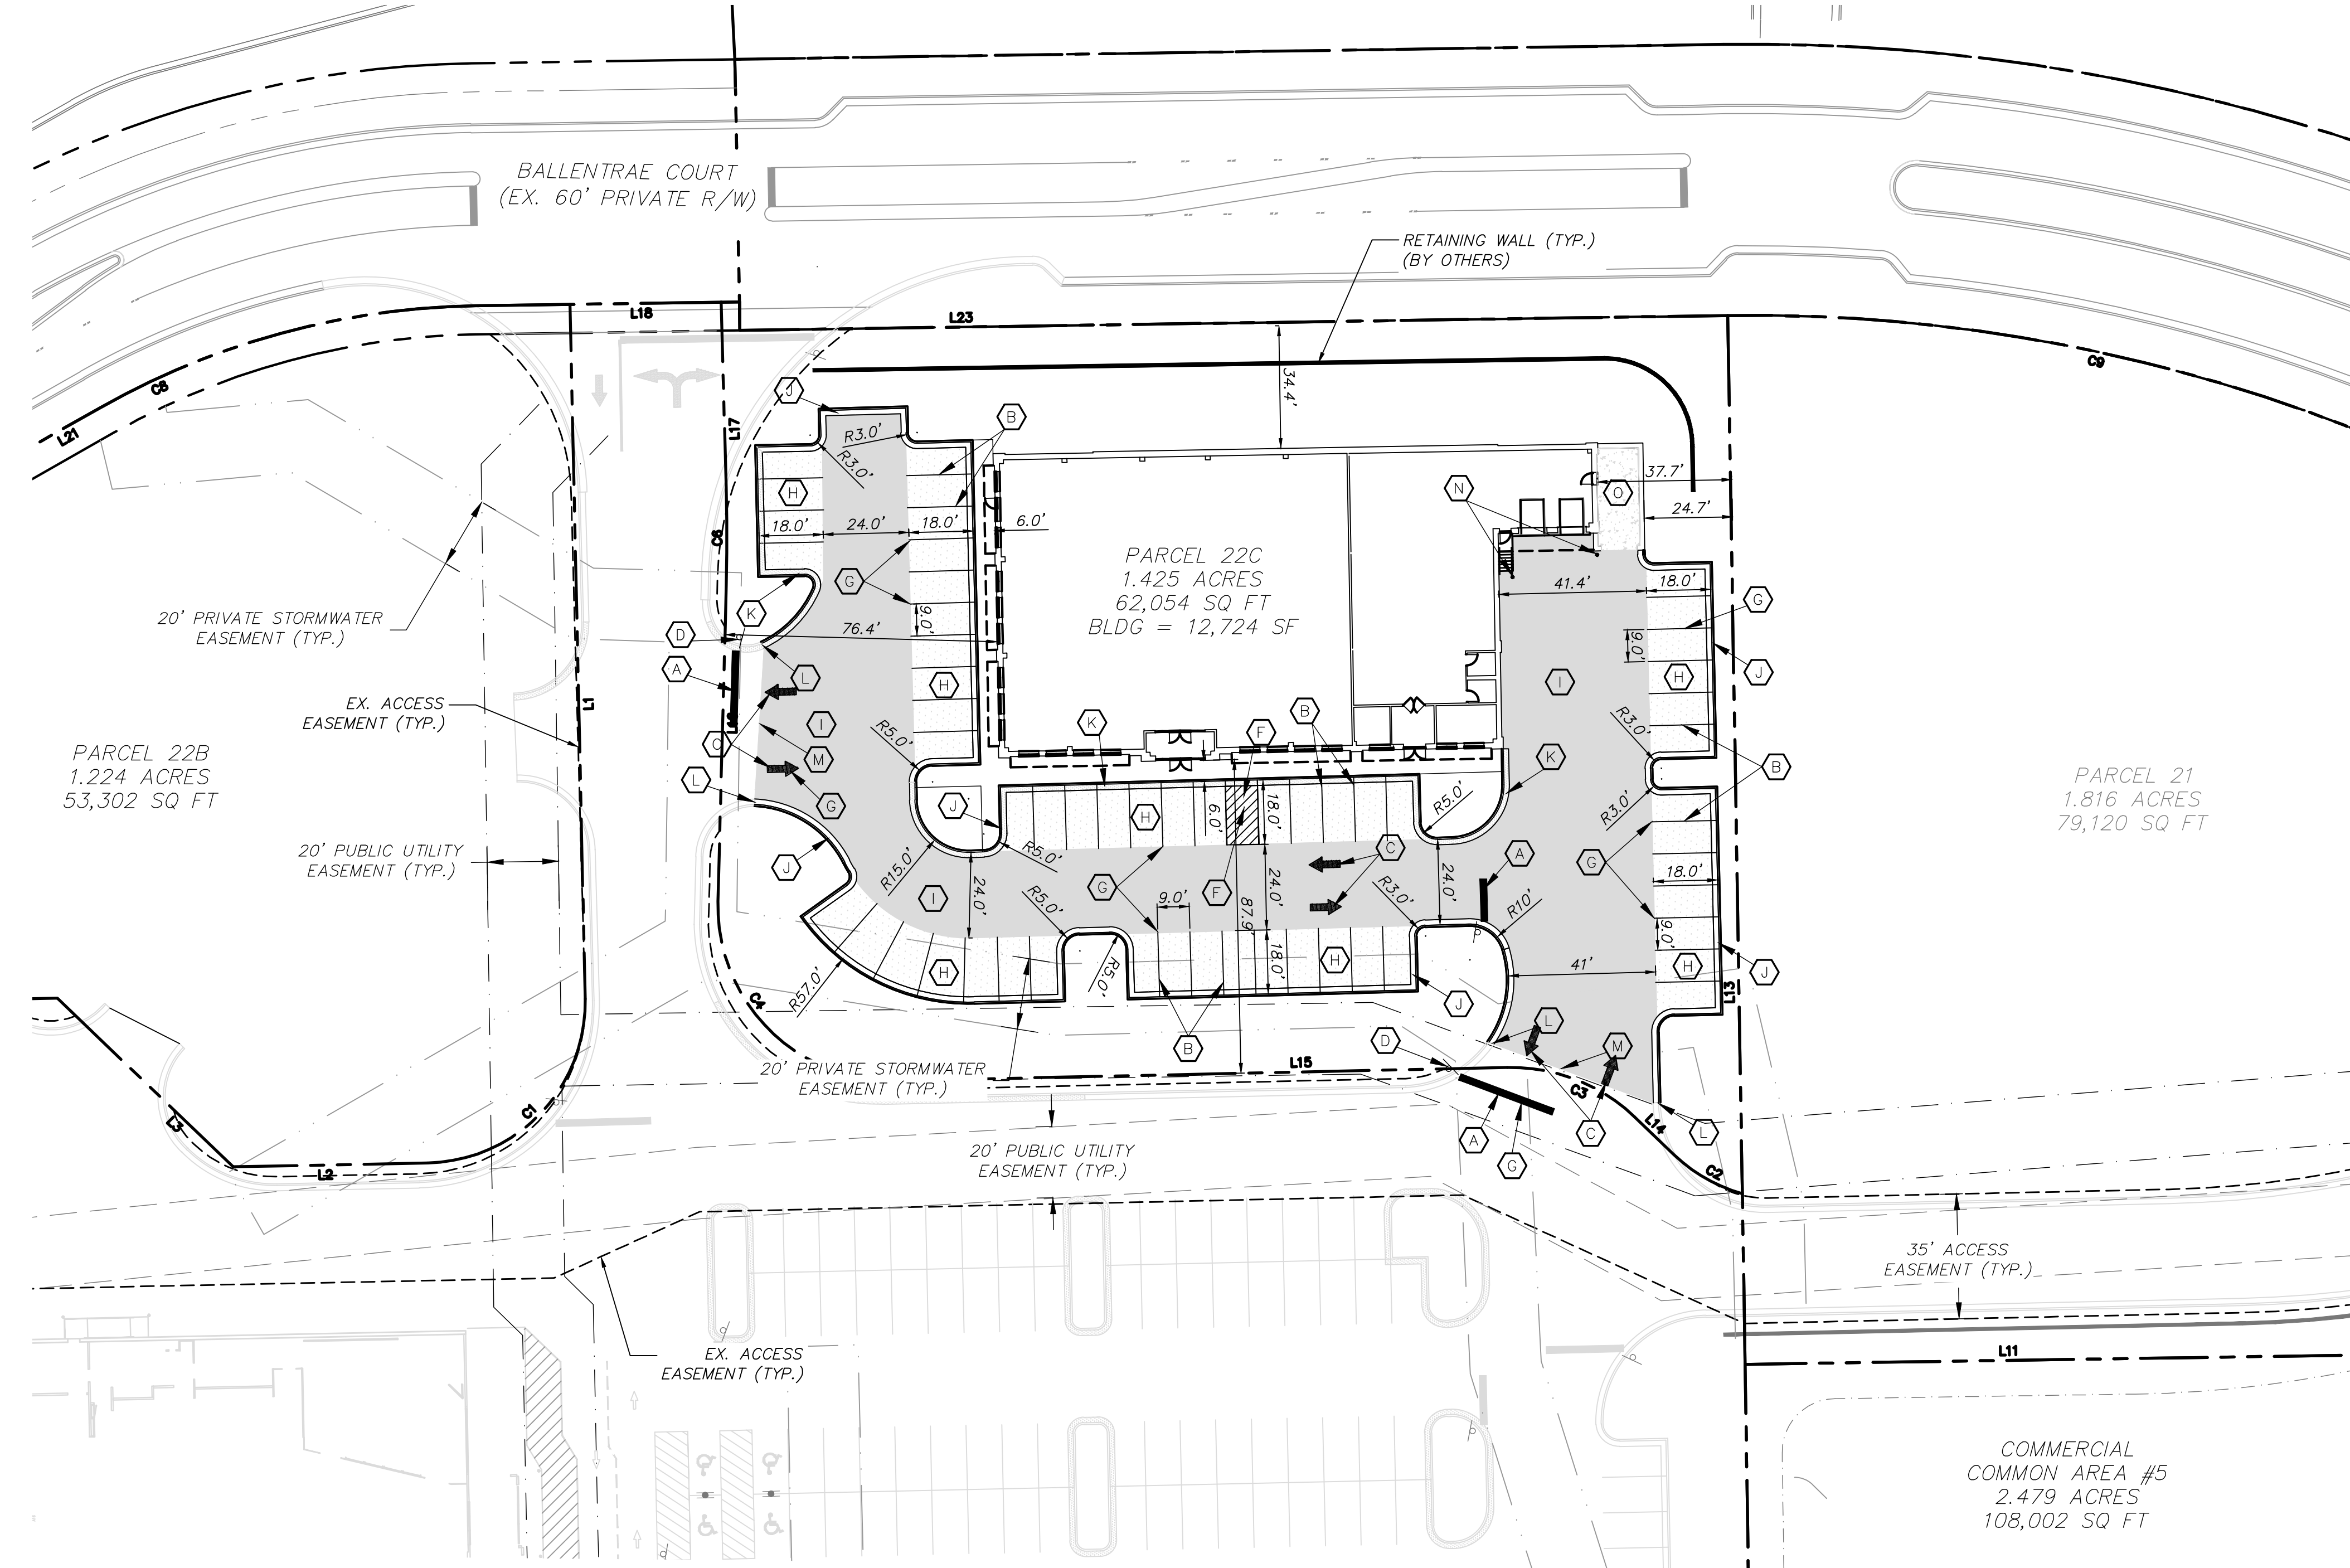 BALLENTRAE COURT
(EX. 60' PRIVATE R/W)
RETAINING WALL (TYP.)
(BY OTHERS)
L18
L23
C8
L21
C9
L17
34.4'
J
B
R3.0'
R3.0'
H
18.0'
24.0'
18.0'
6.0'
C6
N
O
37.7'
24.7'
PARCEL 22C
1.425 ACRES
62,054 SQ FT
BLDG = 12,724 SF
G
9.0'
K
D
76.4'
A
41.4'
18.0'
G
9.0'
J
H
I
20' PRIVATE STORMWATER
EASEMENT (TYP.)
EX. ACCESS
EASEMENT (TYP.)
L1
L
H
I
C
M
L
G
R5.0'
K
F
B
K
R3.0'
B
PARCEL 22B
1.224 ACRES
53,302 SQ FT
PARCEL 21
1.816 ACRES
79,120 SQ FT
J
H
6.0'
18.0'
R5.0'
R3.0'
20' PUBLIC UTILITY
EASEMENT (TYP.)
J
R15.0'
R5.0'
24.0'
I
R5.0'
G
9.0'
F
24.0'
87.9'
C
R3.0'
24.0'
A
R10'
G
18.0'
9.0'
H
J
41'
H
R57.0'
R5.0'
18.0'
H
J
C4
L13
B
D
L
M
20' PRIVATE STORMWATER
EASEMENT (TYP.)
L15
C3
L14
C2
A
G
C
L
C1
L3
L2
20' PUBLIC UTILITY
EASEMENT (TYP.)
35' ACCESS
EASEMENT (TYP.)
EX. ACCESS
EASEMENT (TYP.)
L11
COMMERCIAL
COMMON AREA #5
2.479 ACRES
108,002 SQ FT